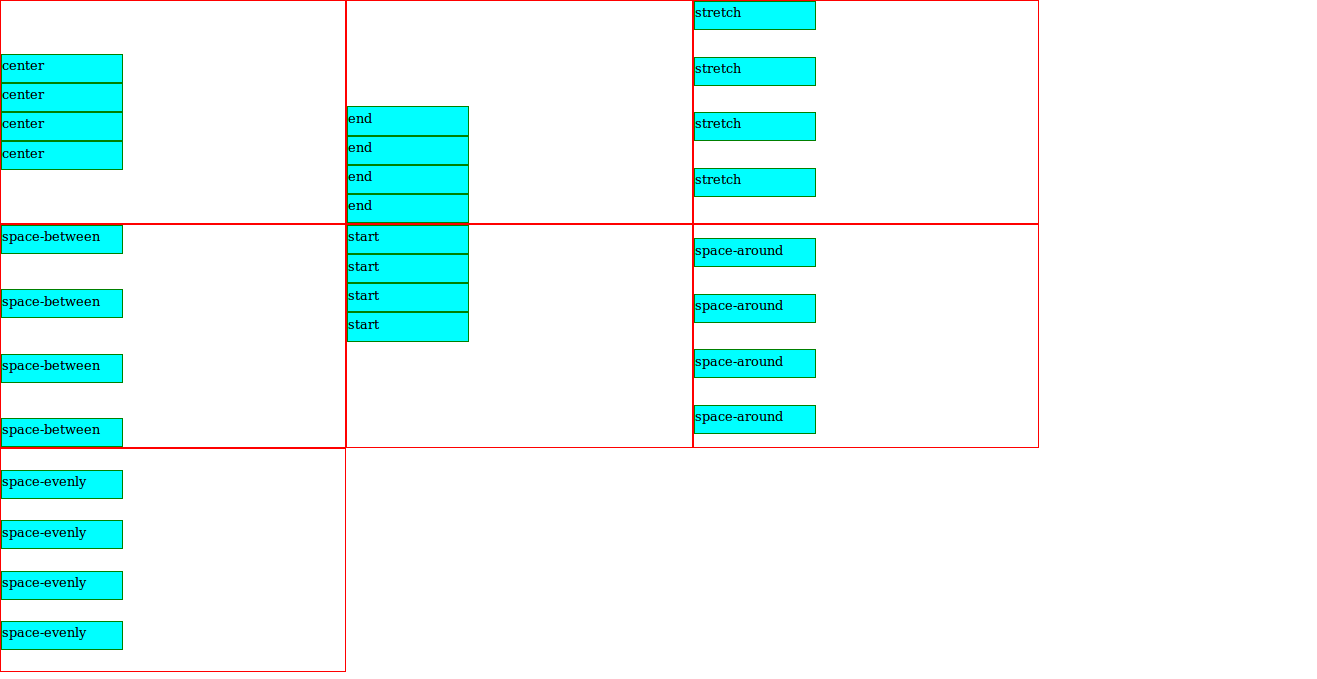 center
center
center
center
end
end
end
end
stretch
stretch
stretch
stretch
space-between
space-between
space-between
space-between
start
start
start
start
space-around
space-around
space-around
space-around
space-evenly
space-evenly
space-evenly
space-evenly